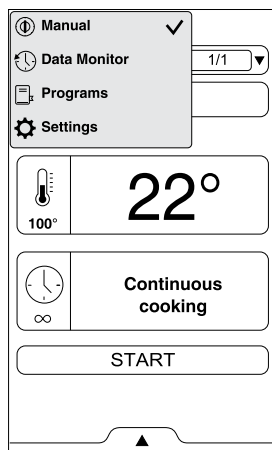 Manual
Data Monitor
1/1
Programs
Settings
100°
22°
∞
Continuous
cooking
START